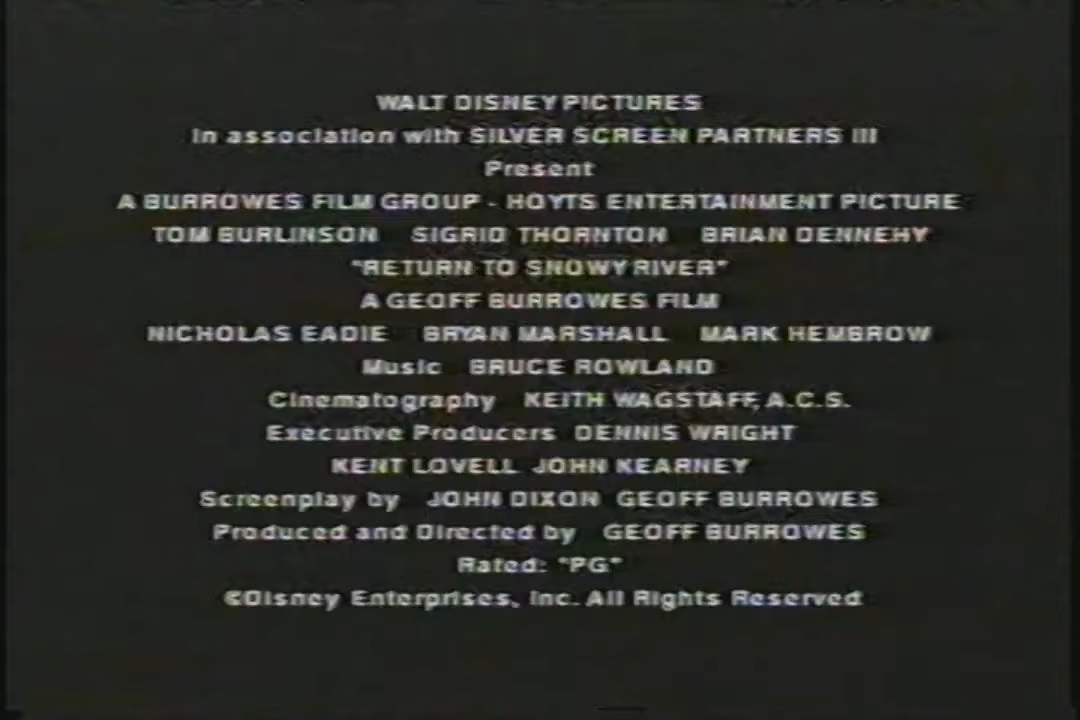 WALT DISNEY PICTURES
In association with SILVER SCREEN PARTNERS III
Present
A BURROWES FILM GROUP - HOYTS ENTERTAINMENT PICTURE
TOM BURLINSON SIGRID THORNTON BRIAN DENNEHY
"RETURN TO SNOWY RIVER"
A GEOFF BURROWES FILM
NICHOLAS EADIE BRYAN MARSHALL MARK HEMBROW
Music BRUCE ROWLAND
Cinematography KEITH WAGSTAFF, A.C.S.
Executive Producers DENNIS WRIGHT
KENT LOVELL JOHN KEARNEY
Screenplay by JOHN DIXON GEOFF BURROWES
Produced and Directed by GEOFF BURROWES
Rated: "PG"
©Disney Enterprises, Inc. All Rights Reserved